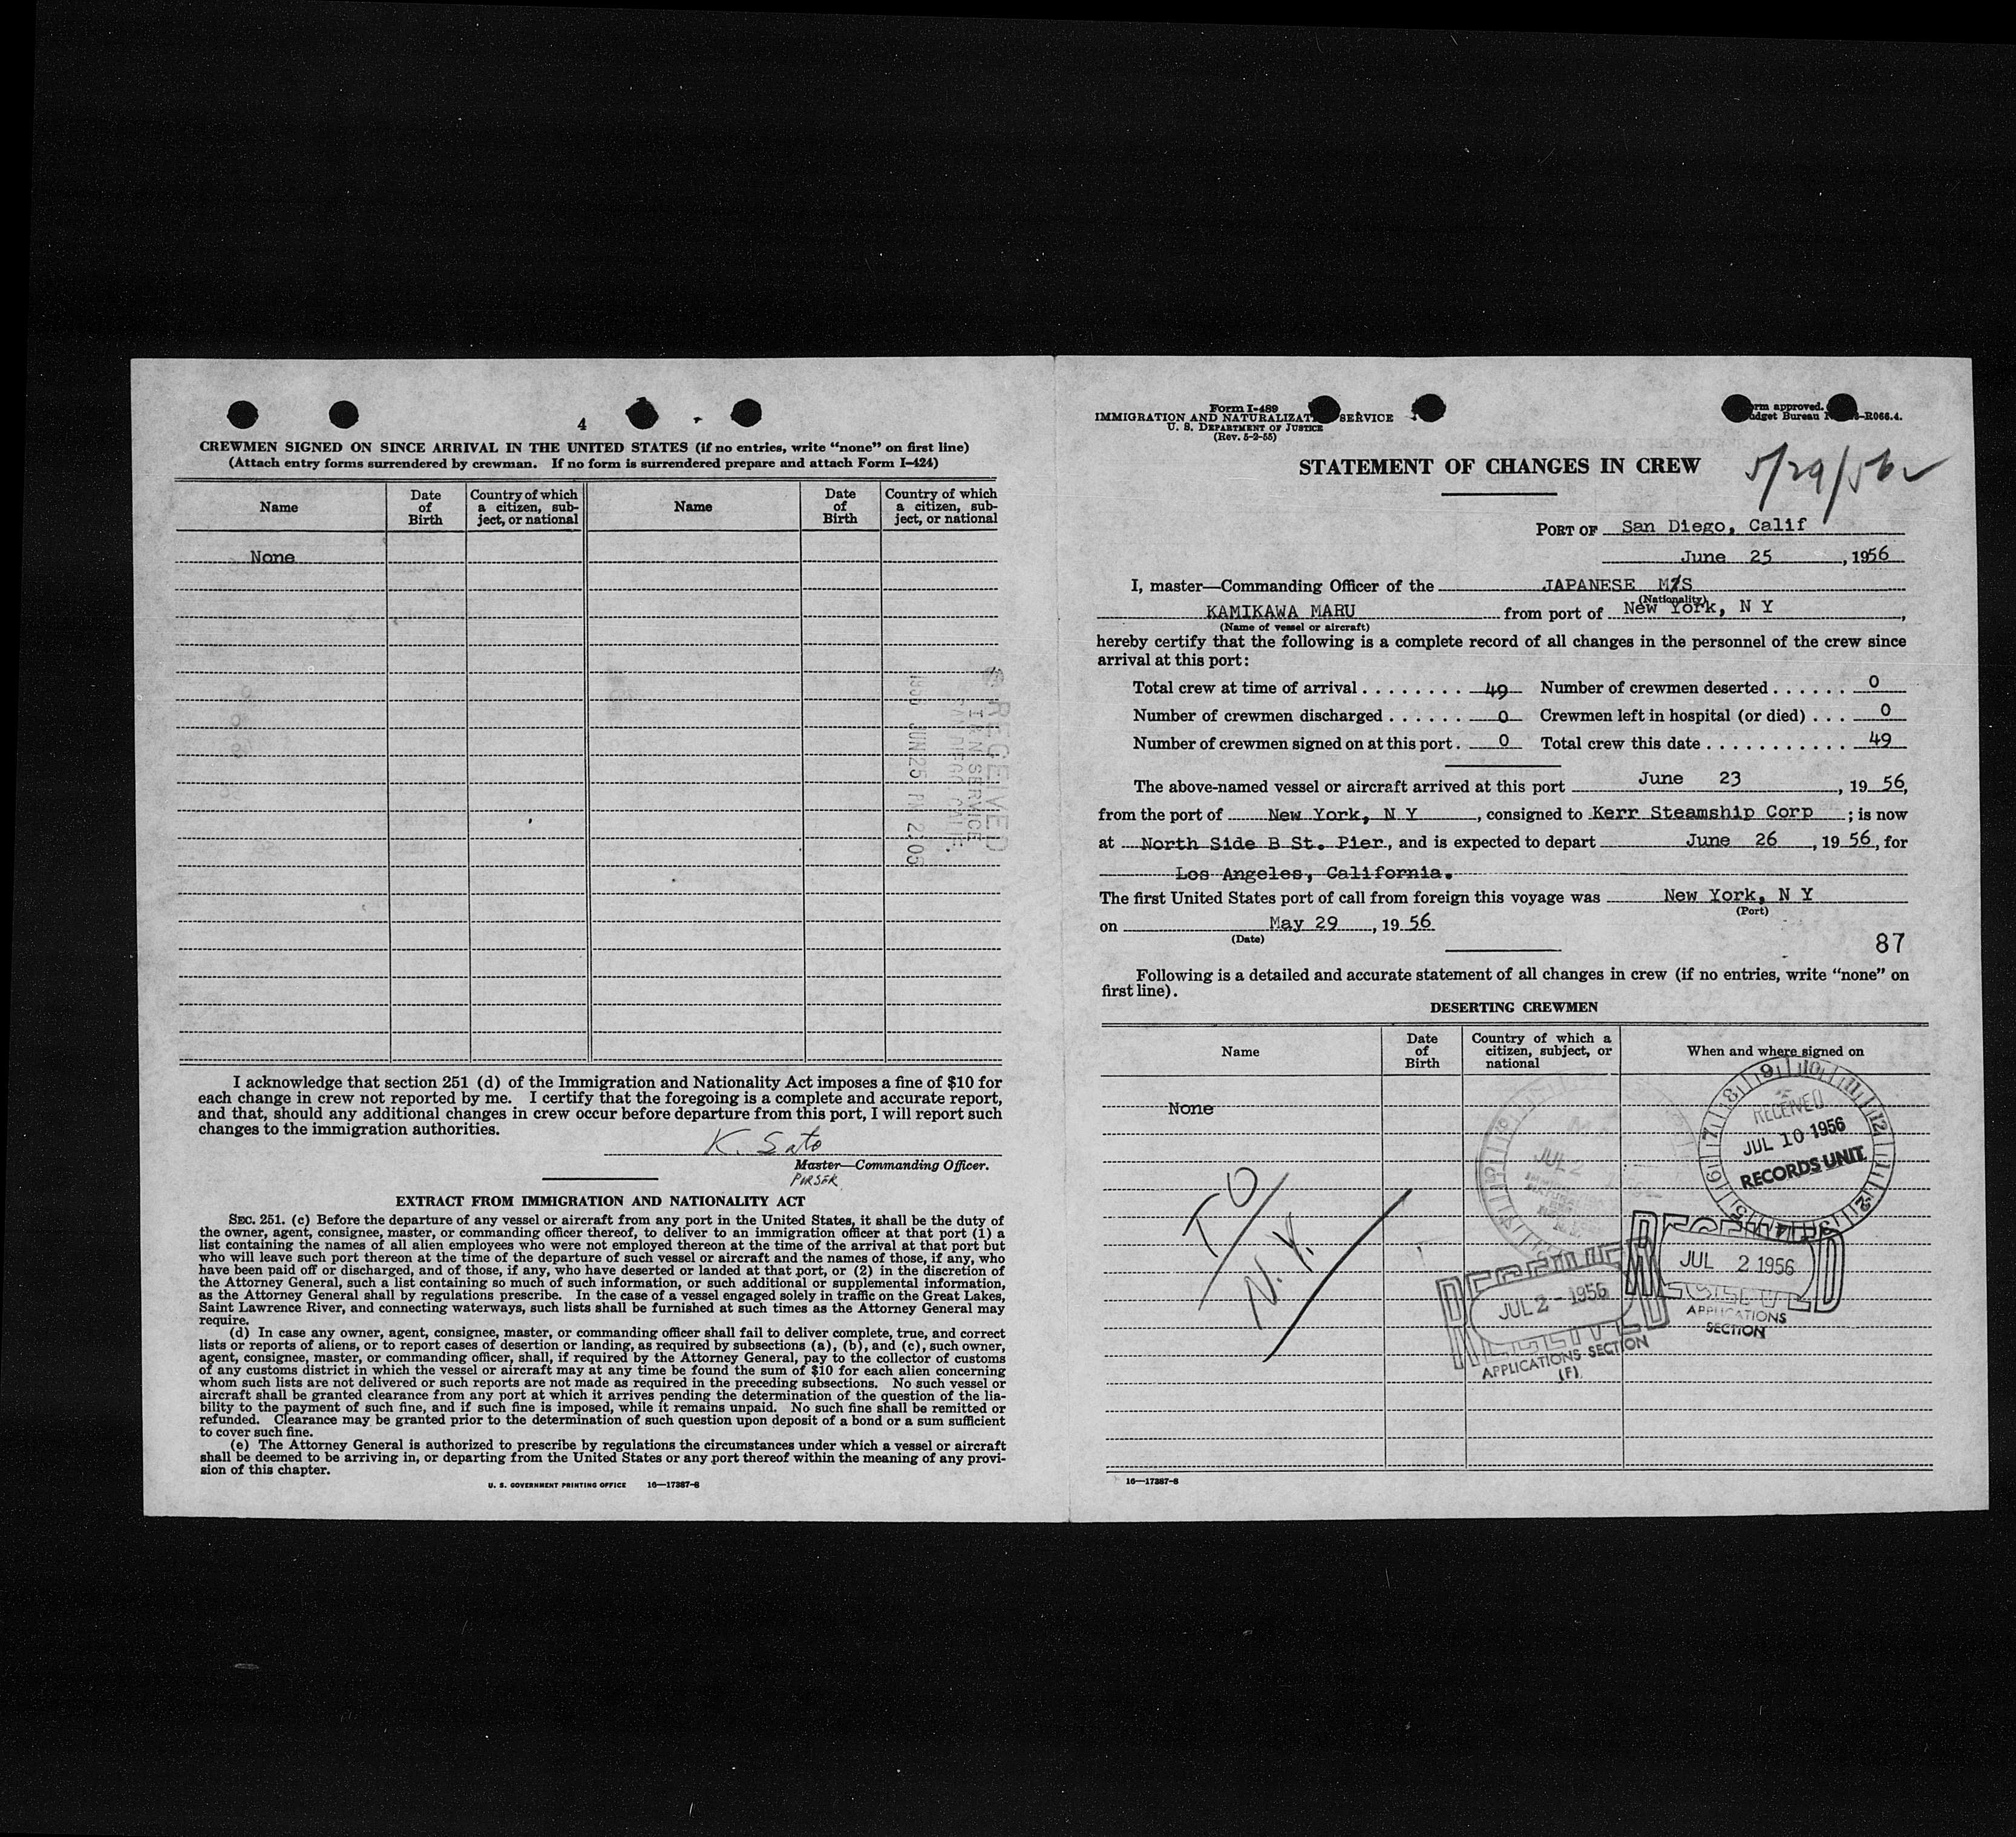 4
CREWMEN SIGNED ON SINCE ARRIVAL IN THE UNITED STATES (if no entries, write “none” on first line)
(Attach entry forms surrendered by crewman. If no form is surrendered prepare and attach Form I–424)
Name Date of Birth Country of which a citizen, subject, or national Name Date of Birth Country of which a citizen, subject, or national
None
RECEIVED
I & N SERVICE
SAN DIEGO CALIF.
1956 JUN 25 PM 2:05
I acknowledge that section 251 (d) of the Immigration and Nationality Act imposes a fine of $10 for
each change in crew not reported by me. I certify that the foregoing is a complete and accurate report,
and that, should any additional changes in crew occur before departure from this port, I will report such
changes to the immigration authorities.
K. Sato
Master—Commanding Officer.
PURSER
EXTRACT FROM IMMIGRATION AND NATIONALITY ACT
SEC. 251. (c) Before the departure of any vessel or aircraft from any port in the United States, it shall be the duty of
the owner, agent, consignee, master, or commanding officer thereof, to deliver to an immigration officer at that port (1) a
list containing the names of all alien employees who were not employed thereon at the time of the arrival at that port but
who will leave such port thereon at the time of the departure of such vessel or aircraft and the names of those, if any, who
have been paid off or discharged, and of those, if any, who have deserted or landed at that port, or (2) in the discretion of
the Attorney General, such a list containing so much of such information, or such additional or supplemental information,
as the Attorney General shall by regulations prescribe. In the case of a vessel engaged solely in traffic on the Great Lakes,
Saint Lawrence River, and connecting waterways, such lists shall be furnished at such times as the Attorney General may
require.
(d) In case any owner, agent, consignee, master, or commanding officer shall fail to deliver complete, true, and correct
lists or reports of aliens, or to report cases of desertion or landing, as required by subsections (a), (b), and (c), such owner,
agent, consignee, master, or commanding officer, shall, if required by the Attorney General, pay to the collector of customs
of any customs district in which the vessel or aircraft may at any time be found the sum of $10 for each alien concerning
whom such lists are not delivered or such reports are not made as required in the preceding subsections. No such vessel or
aircraft shall be granted clearance from any port at which it arrives pending the determination of the question of the lia-
bility to the payment of such fine, and if such fine is imposed, while it remains unpaid. No such fine shall be remitted or
refunded. Clearance may be granted prior to the determination of such question upon deposit of a bond or a sum sufficient
to cover such fine.
(e) The Attorney General is authorized to prescribe by regulations the circumstances under which a vessel or aircraft
shall be deemed to be arriving in, or departing from the United States or any port thereof within the meaning of any provi-
sion of this chapter.
U. S. GOVERNMENT PRINTING OFFICE 16—17387-8
Form I-489
IMMIGRATION AND NATURALIZAT SERVICE
U. S. DEPARTMENT OF JUSTICE
(Rev. 5-2-55)
rm approved.
udget Bureau -R066.4.
STATEMENT OF CHANGES IN CREW
5/29/56
PORT OF San Diego, Calif
June 25, 1956
I, master—Commanding Officer of the JAPANESE M/S
(Nationality)
KAMIKAWA MARU from port of New York, N Y,
(Name of vessel or aircraft)
hereby certify that the following is a complete record of all changes in the personnel of the crew since
arrival at this port:
Total crew at time of arrival . . . . . . . . 49 Number of crewmen deserted . . . . . . 0
Number of crewmen discharged . . . . . . 0 Crewmen left in hospital (or died) . . . 0
Number of crewmen signed on at this port . 0 Total crew this date . . . . . . . . . . . . 49
The above-named vessel or aircraft arrived at this port June 23, 19 56,
from the port of New York, N Y, consigned to Kerr Steamship Corp; is now
at North Side B St. Pier, and is expected to depart June 26, 19 56, for
Los Angeles, California.
The first United States port of call from foreign this voyage was New York, N Y
(Port)
on May 29, 19 56
(Date)
87
Following is a detailed and accurate statement of all changes in crew (if no entries, write “none” on
first line).
DESERTING CREWMEN
Name Date of Birth Country of which a citizen, subject, or national When and where signed on
None
RECEIVED
JUL 10 1956
RECORDS UNIT
9 10 11 12 1 2 3 4 5 6 7 8
JUL 2
TO
N.Y.
JUL 2 1956
APPLICATIONS
SECTION
JUL 2 - 1956
APPLICATIONS SECTION
(F)
16—17387-8